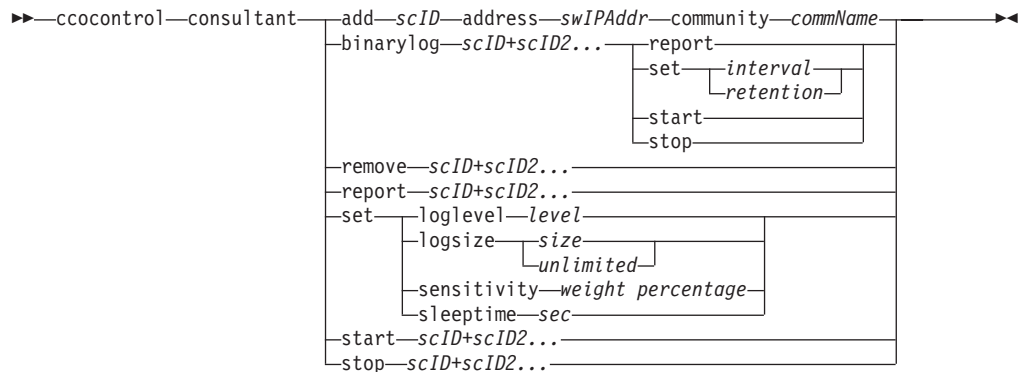 ccocontrol consultant add scID address swIPAddr community commName
binarylog scID+scID2... report
set interval
retention
start
stop
remove scID+scID2...
report scID+scID2...
set loglevel level
logsize size
unlimited
sensitivity weight percentage
sleeptime sec
start scID+scID2...
stop scID+scID2...